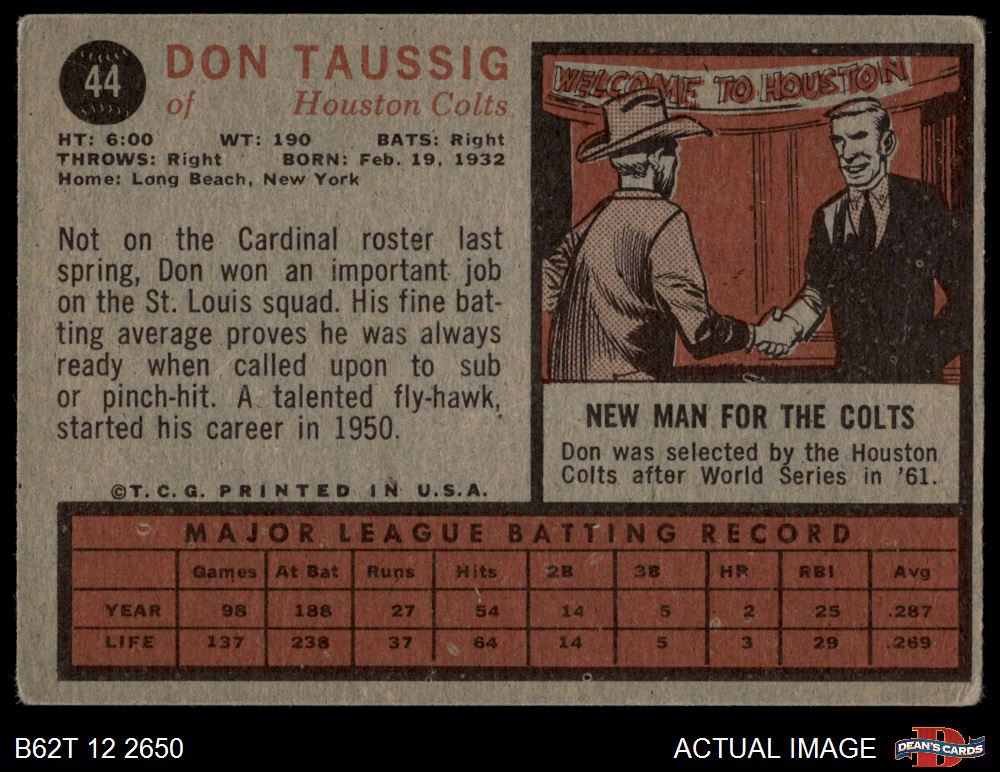 44
DON TAUSSIG
of Houston Colts
HT: 6:00 WT: 190 BATS: Right
THROWS: Right BORN: Feb. 19, 1932
Home: Long Beach, New York
Not on the Cardinal roster last
spring, Don won an important job
on the St. Louis squad. His fine bat-
ting average proves he was always
ready when called upon to sub
or pinch-hit. A talented fly-hawk,
started his career in 1950.
©T.C.G. PRINTED IN U.S.A.
WELCOME TO HOUSTON
NEW MAN FOR THE COLTS
Don was selected by the Houston
Colts after World Series in '61.
MAJOR LEAGUE BATTING RECORD
Games At Bat Runs Hits 2B 3B HR RBI Avg
YEAR 98 188 27 54 14 5 2 25 .287
LIFE 137 238 37 64 14 5 3 29 .269
B62T 12 2650
ACTUAL IMAGE
D
DEAN'S CARDS